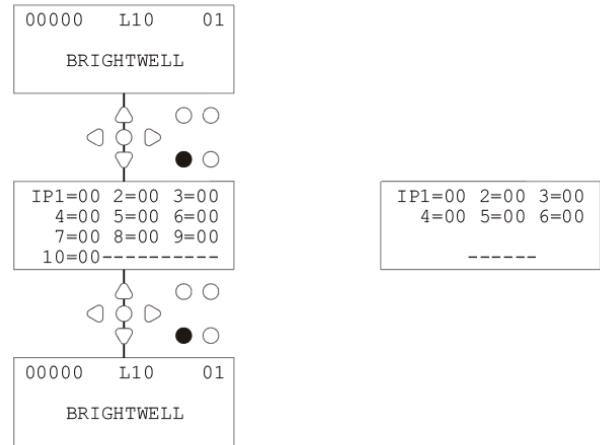 00000 L10 01
BRIGHTWELL
IP1=00 2=00 3=00
4=00 5=00 6=00
7=00 8=00 9=00
10=00----------
IP1=00 2=00 3=00
4=00 5=00 6=00
------
00000 L10 01
BRIGHTWELL